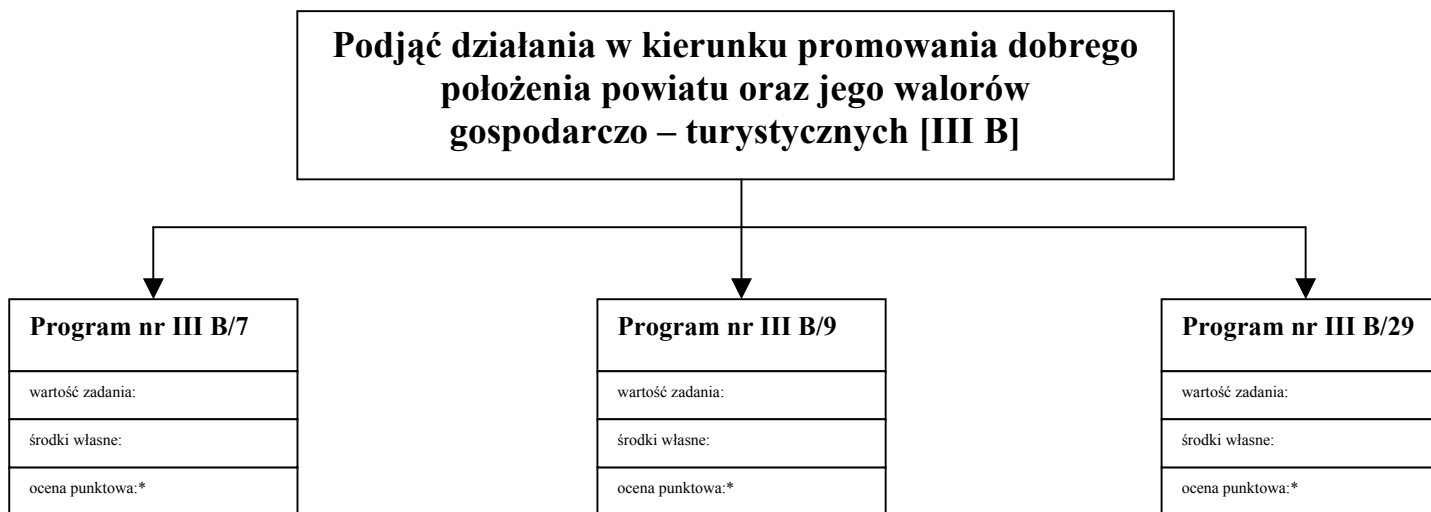 Podjąć działania w kierunku promowania dobrego
położenia powiatu oraz jego walorów
gospodarczo – turystycznych [III B]
Program nr III B/7
wartość zadania:
środki własne:
ocena punktowa:*
Program nr III B/9
wartość zadania:
środki własne:
ocena punktowa:*
Program nr III B/29
wartość zadania:
środki własne:
ocena punktowa:*